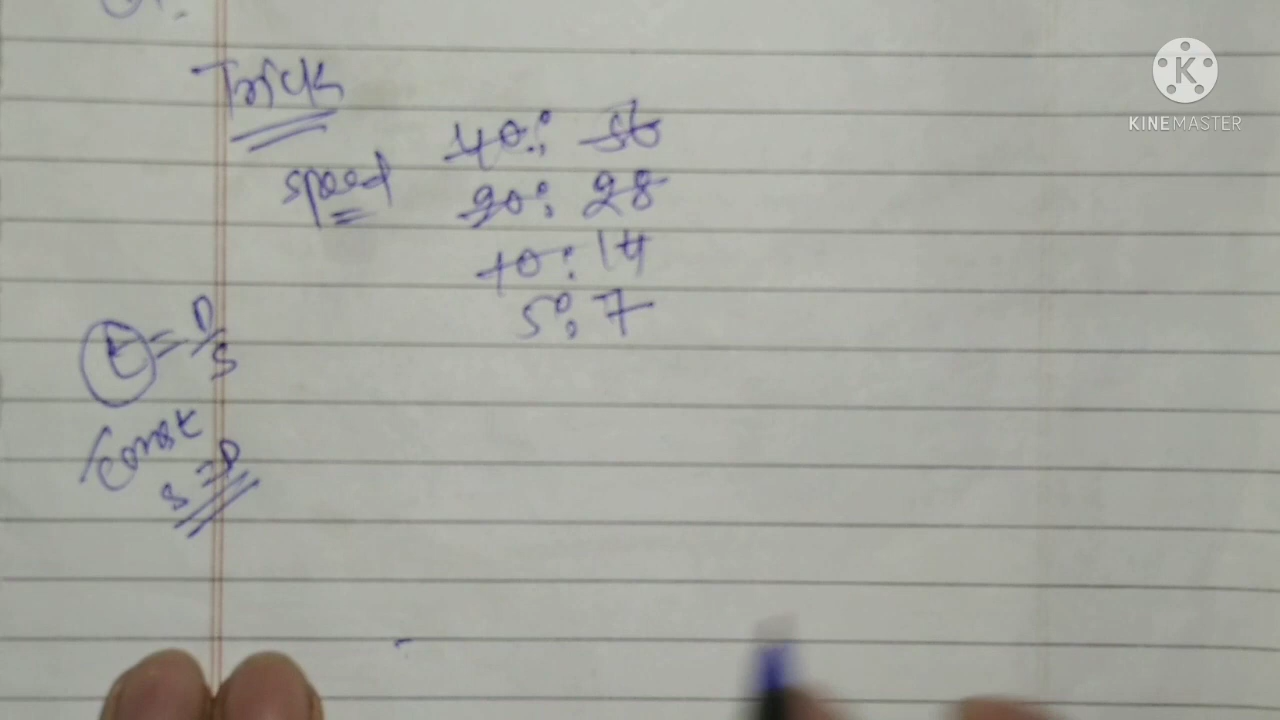 Trick
40 : 56
speed 20 : 28
10 : 14
5 : 7
t = D/S
Const
S = D
KINEMASTER